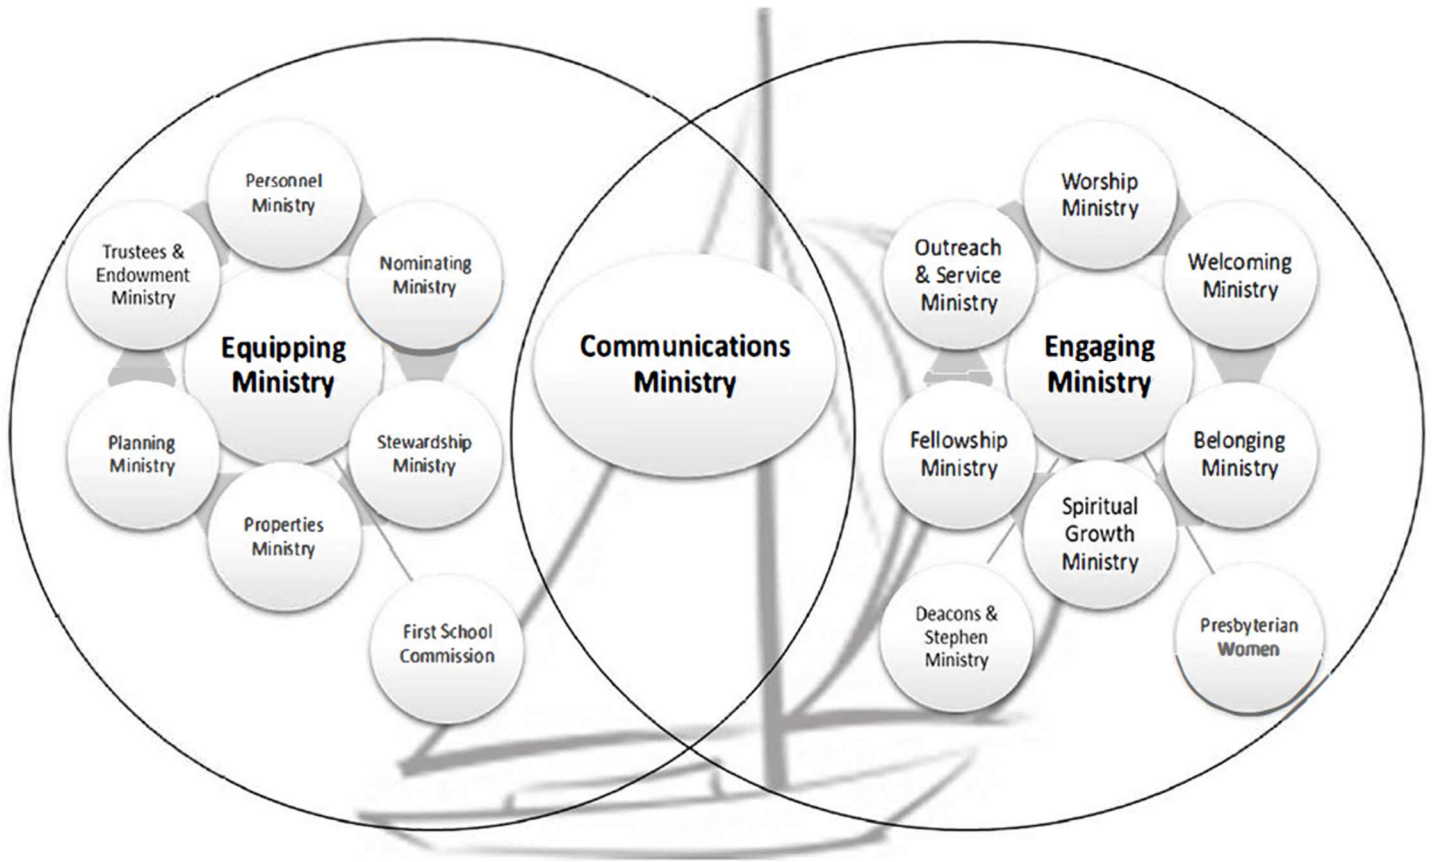 Personnel
Ministry
Trustees &
Endowment
Ministry
Nominating
Ministry
Equipping
Ministry
Planning
Ministry
Stewardship
Ministry
Properties
Ministry
First School
Commission
Communications
Ministry
Worship
Ministry
Outreach
& Service
Ministry
Welcoming
Ministry
Engaging
Ministry
Fellowship
Ministry
Belonging
Ministry
Spiritual
Growth
Ministry
Deacons &
Stephen
Ministry
Presbyterian
Women